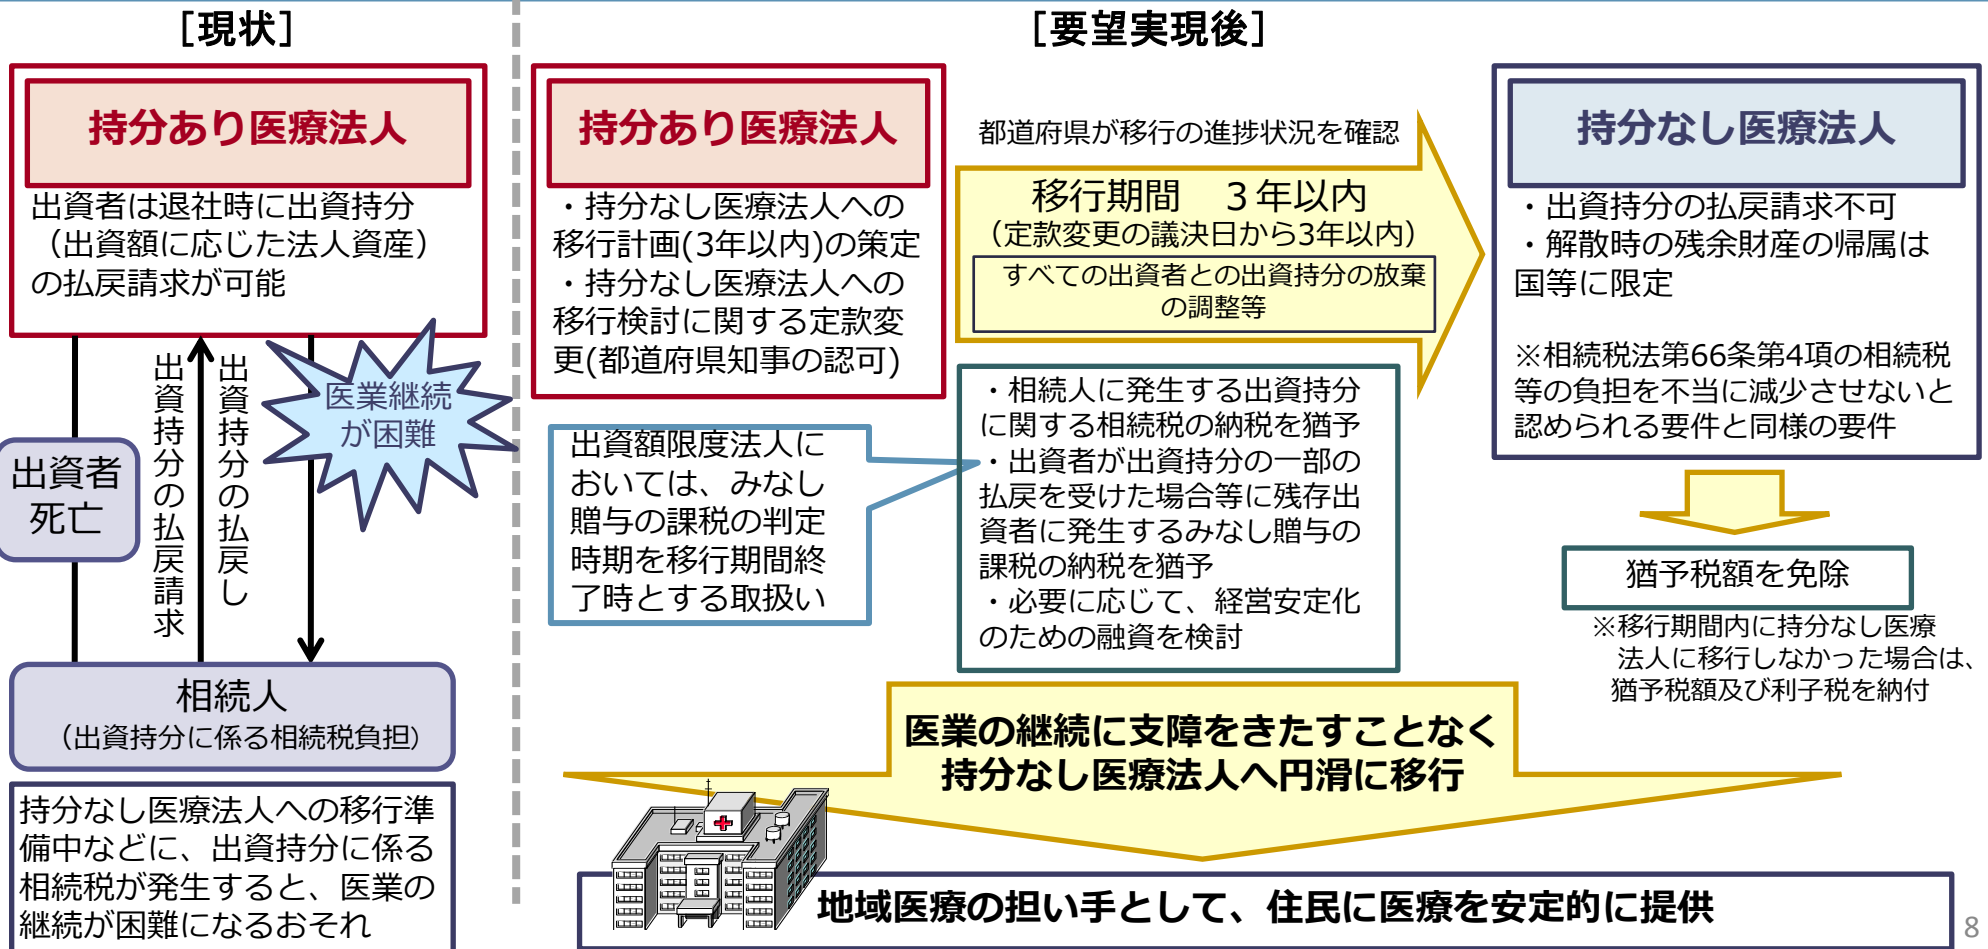 ［現状］
持分あり医療法人
出資者は退社時に出資持分
（出資額に応じた法人資産）
の払戻請求が可能
出資持分の払戻請求
出資持分の払戻し
医業継続
が困難
出資者
死亡
相続人
（出資持分に係る相続税負担）
持分なし医療法人への移行準
備中などに、出資持分に係る
相続税が発生すると、医業の
継続が困難になるおそれ
［要望実現後］
持分あり医療法人
・持分なし医療法人への
移行計画(3年以内)の策定
・持分なし医療法人への
移行検討に関する定款変
更(都道府県知事の認可)
都道府県が移行の進捗状況を確認
移行期間　３年以内
（定款変更の議決日から3年以内）
すべての出資者との出資持分の放棄
の調整等
持分なし医療法人
・出資持分の払戻請求不可
・解散時の残余財産の帰属は
国等に限定
※相続税法第66条第4項の相続税
等の負担を不当に減少させないと
認められる要件と同様の要件
出資額限度法人に
おいては、みなし
贈与の課税の判定
時期を移行期間終
了時とする取扱い
・相続人に発生する出資持分
に関する相続税の納税を猶予
・出資者が出資持分の一部の
払戻を受けた場合等に残存出
資者に発生するみなし贈与の
課税の納税を猶予
・必要に応じて、経営安定化
のための融資を検討
猶予税額を免除
※移行期間内に持分なし医療
法人に移行しなかった場合は、
猶予税額及び利子税を納付
医業の継続に支障をきたすことなく
持分なし医療法人へ円滑に移行
地域医療の担い手として、住民に医療を安定的に提供
8